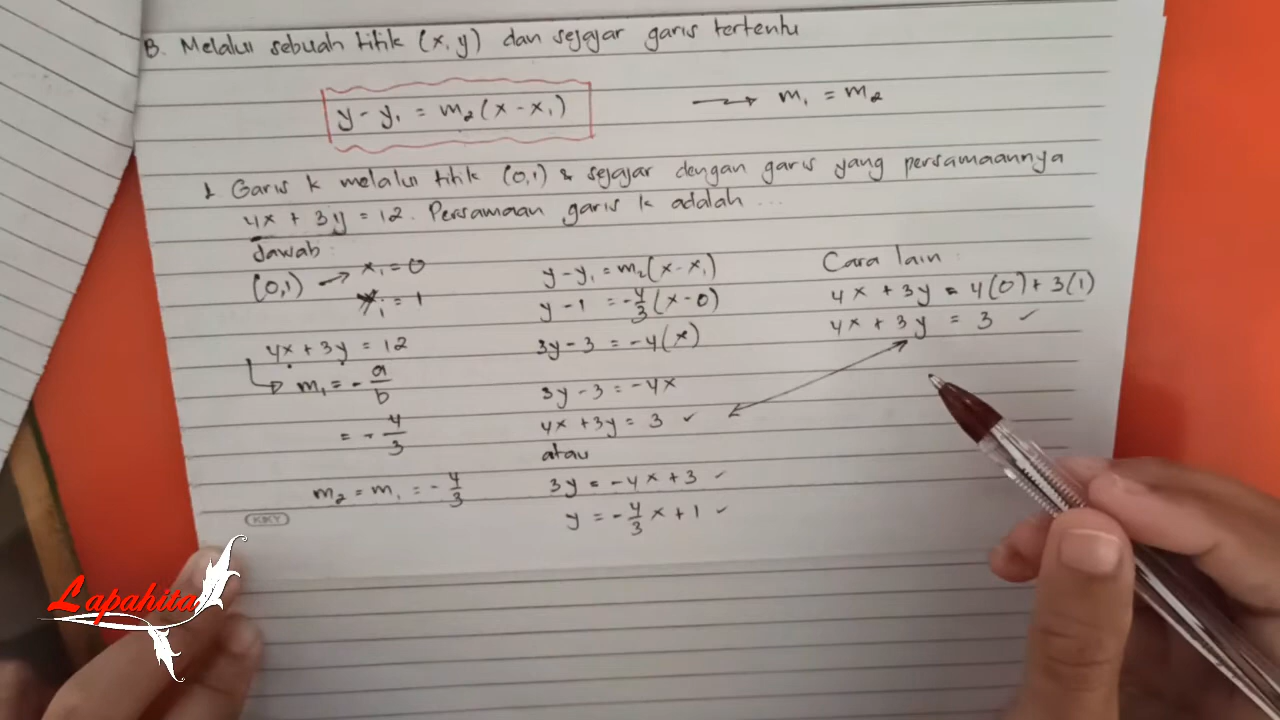 B. Melalui sebuah titik (x, y) dan sejajar garis tertentu
y - y₁ = m₂(x - x₁) → m₁ = m₂
1. Garis k melalui titik (0,1) & sejajar dengan garis yang persamaannya
4x + 3y = 12. Persamaan garis k adalah ...
Jawab :
(0,1) → x₁ = 0
y₁ = 1
4x + 3y = 12
m₁ = - a/b
= - 4/3
m₂ = m₁ = - 4/3
KKY
y - y₁ = m₂(x - x₁)
y - 1 = - 4/3 (x - 0)
3y - 3 = -4(x)
3y - 3 = -4x
4x + 3y = 3 ✓
atau
3y = -4x + 3 ✓
y = - 4/3 x + 1 ✓
Cara lain :
4x + 3y = 4(0) + 3(1)
4x + 3y = 3 ✓
Lapahita